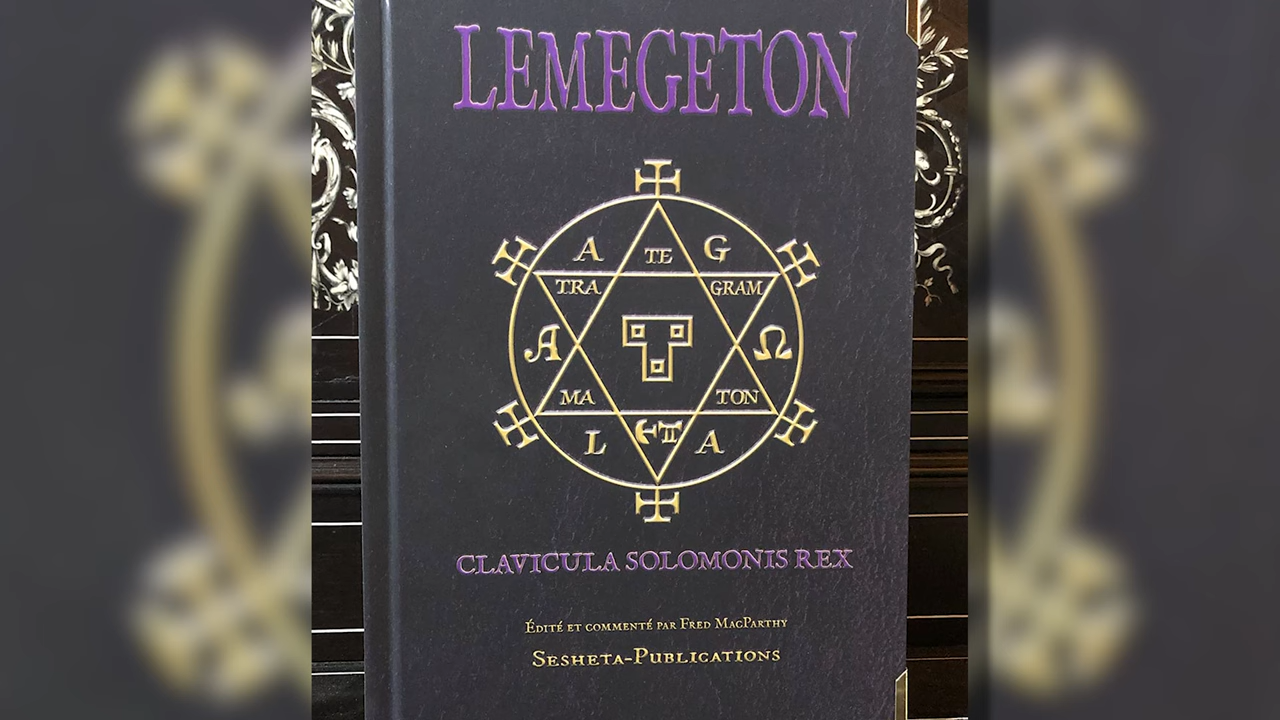 LEMEGETON
A TE G
TRA GRAM
A T Ω
MA TON
L A
CLAVICULA SOLOMONIS REX
Édité et commenté par Fred MacParthy
Sesheta-Publications